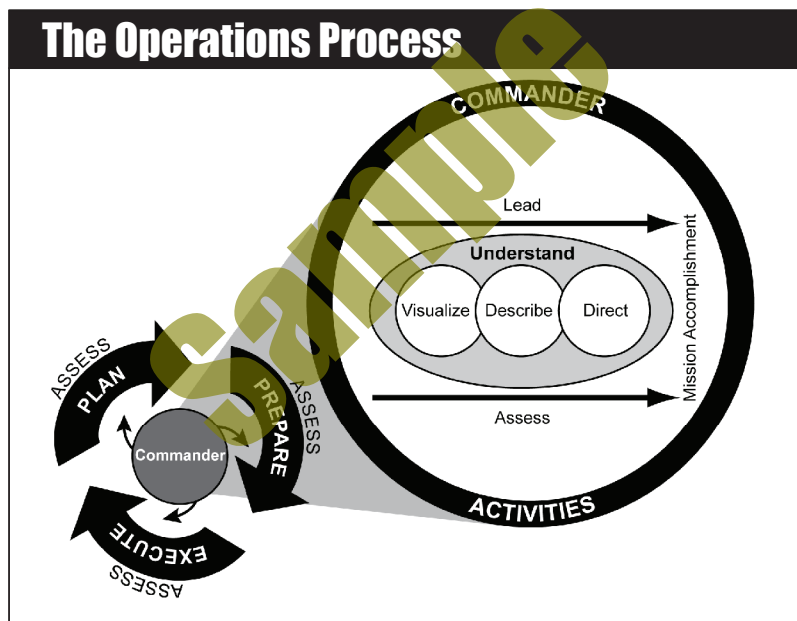 The Operations Process
COMMANDER
Lead
Understand
Visualize
Describe
Direct
Mission Accomplishment
Assess
ACTIVITIES
ASSESS
PLAN
PREPARE
ASSESS
Commander
EXECUTE
ASSESS
Sample